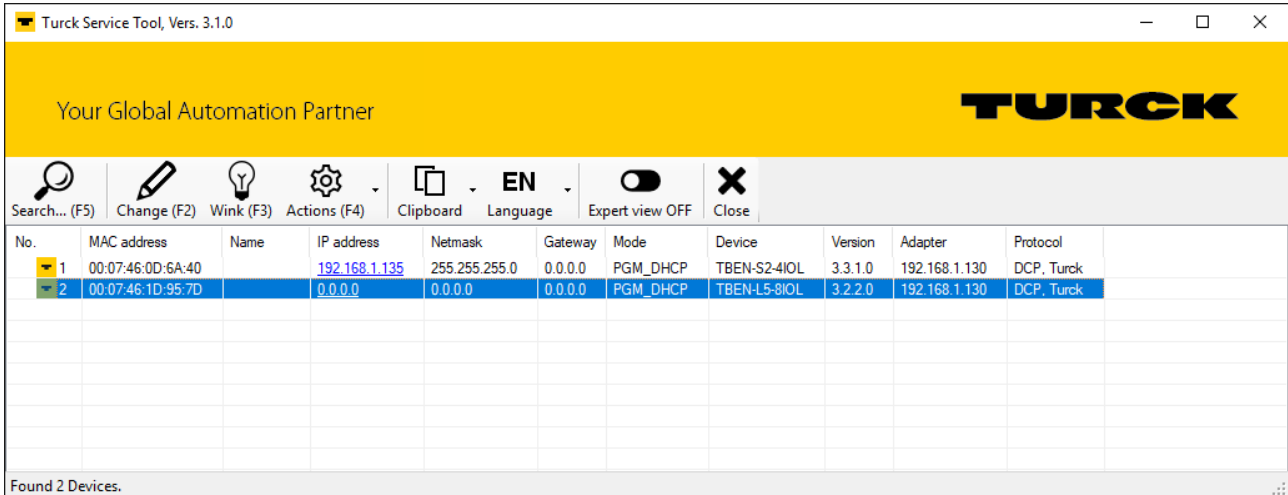 Turck Service Tool, Vers. 3.1.0
Your Global Automation Partner
TURCK
EN
Search... (F5) Change (F2) Wink (F3) Actions (F4) Clipboard Language Expert view OFF Close
No. MAC address Name IP address Netmask Gateway Mode Device Version Adapter Protocol
1 00:07:46:0D:6A:40 192.168.1.135 255.255.255.0 0.0.0.0 PGM_DHCP TBEN-S2-4IOL 3.3.1.0 192.168.1.130 DCP, Turck
2 00:07:46:1D:95:7D 0.0.0.0 0.0.0.0 0.0.0.0 PGM_DHCP TBEN-L5-8IOL 3.2.2.0 192.168.1.130 DCP, Turck
Found 2 Devices.